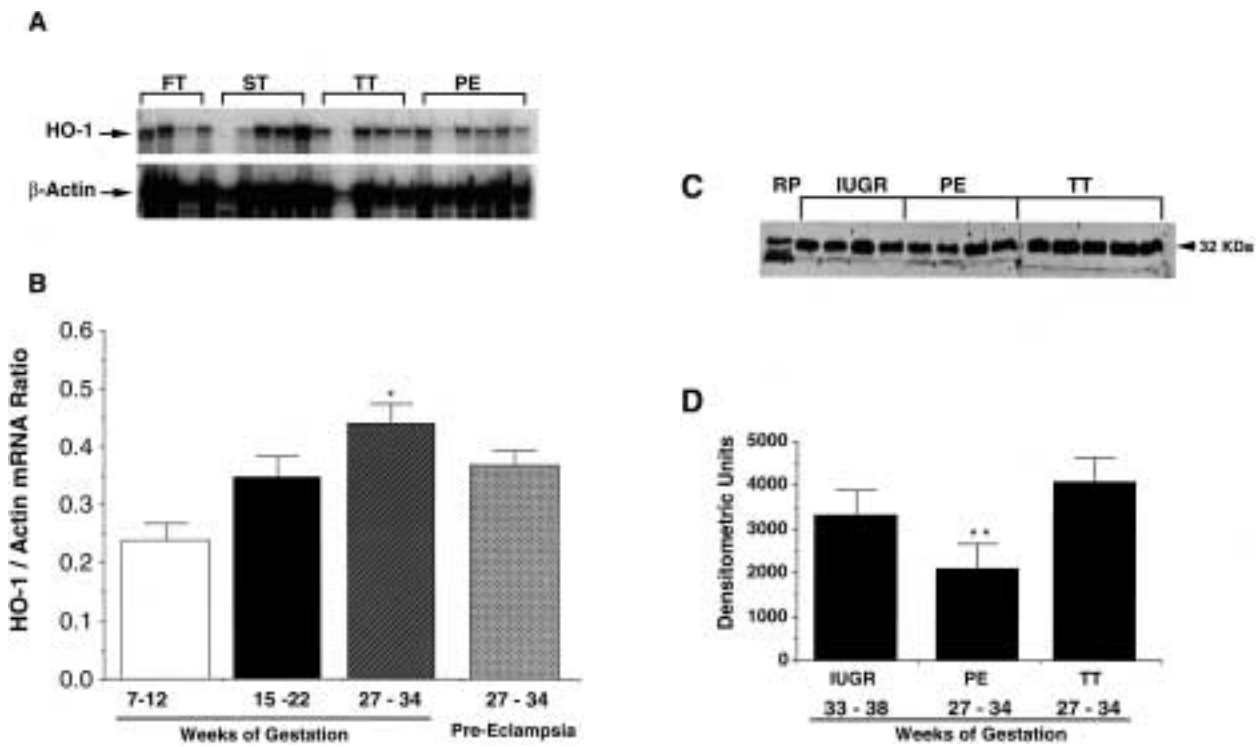 A
FT ST TT PE
HO-1
β-Actin
B
HO-1 / Actin mRNA Ratio
0.6
0.5
0.4
0.3
0.2
0.1
0.0
*
7-12 15-22 27 - 34 27 - 34
Weeks of Gestation Pre-Eclampsia
C
RP IUGR PE TT
32 KDa
D
Densitometric Units
5000
4000
3000
2000
1000
0
**
IUGR PE TT
33 - 38 27 - 34 27 - 34
Weeks of Gestation